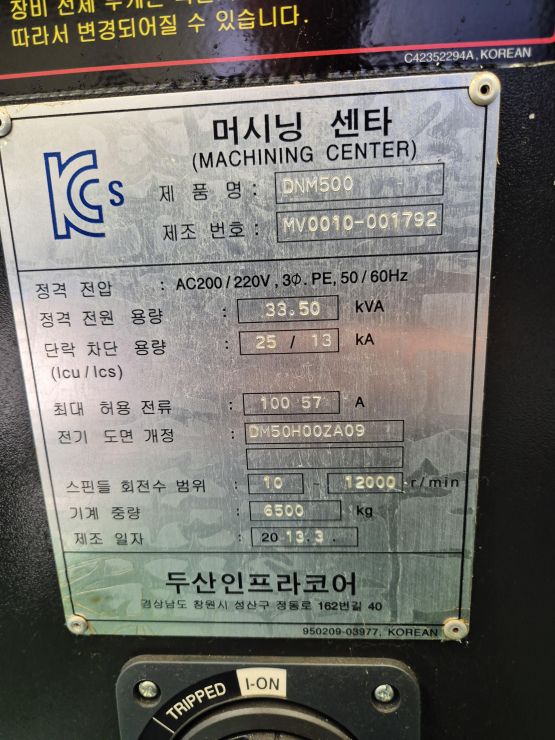 장비 전체 무게는 
따라서 변경되어질 수 있습니다.
C42352294A, KOREAN
머시닝 센타
(MACHINING CENTER)
KCs
제 품 명 : DNM500
제조 번호 : MV0010-001792
정격 전압 : AC200/220V, 3Φ. PE, 50/60Hz
정격 전원 용량 : 33.50 kVA
단락 차단 용량 : 25 / 13 kA
(Icu / Ics)
최대 허용 전류 : 100 57 A
전기 도면 개정 : DM50H00ZA09
스핀들 회전수 범위 : 10 ~ 12000 r/min
기계 중량 : 6500 kg
제조 일자 : 20 13.3 .
두산인프라코어
경상남도 창원시 성산구 정동로 162번길 40
950209-03977, KOREAN
TRIPPED I-ON